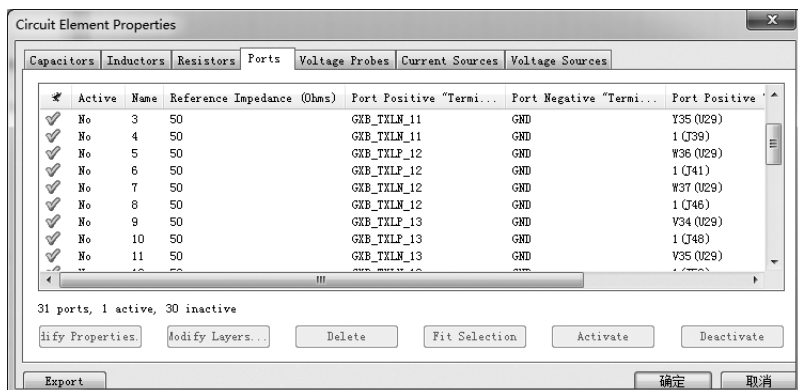 Circuit Element Properties
x
Capacitors Inductors Resistors Ports Voltage Probes Current Sources Voltage Sources
Active Name Reference Impedance (Ohms) Port Positive "Termi... Port Negative "Termi... Port Positive "
No 3 50 GXB_TXLN_11 GND Y35(U29)
No 4 50 GXB_TXLN_11 GND 1(J39)
No 5 50 GXB_TXLP_12 GND W36(U29)
No 6 50 GXB_TXLP_12 GND 1(J41)
No 7 50 GXB_TXLN_12 GND W37(U29)
No 8 50 GXB_TXLN_12 GND 1(J46)
No 9 50 GXB_TXLP_13 GND V34(U29)
No 10 50 GXB_TXLP_13 GND 1(J48)
No 11 50 GXB_TXLN_13 GND V35(U29)
31 ports, 1 active, 30 inactive
dify Properties. Modify Layers... Delete Fit Selection Activate Deactivate
Export 确定 取消